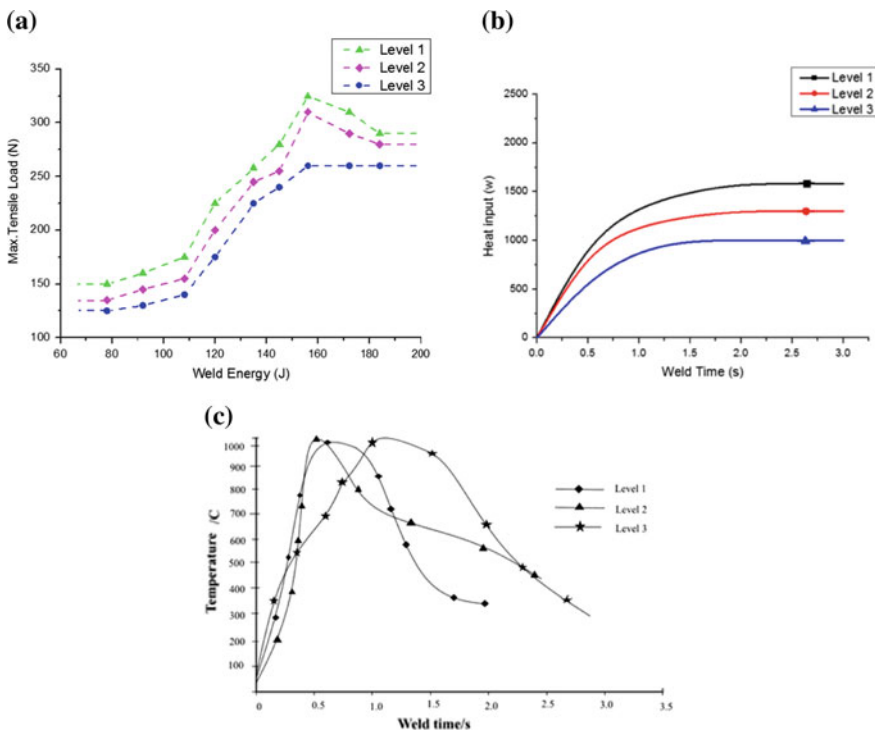 (a)
Level 1
Level 2
Level 3
350
300
250
200
150
100
Max.Tensile Load (N)
60 80 100 120 140 160 180 200
Weld Energy (J)
(b)
Level 1
Level 2
Level 3
2500
2000
1500
1000
500
0
Heat Input (w)
0.0 0.5 1.0 1.5 2.0 2.5 3.0
Weld Time (s)
(c)
1000
900
800
700
600
500
400
300
200
100
Temperature /C
Level 1
Level 2
Level 3
0 0.5 1.0 1.5 2.0 2.5 3.0 3.5
Weld time/s